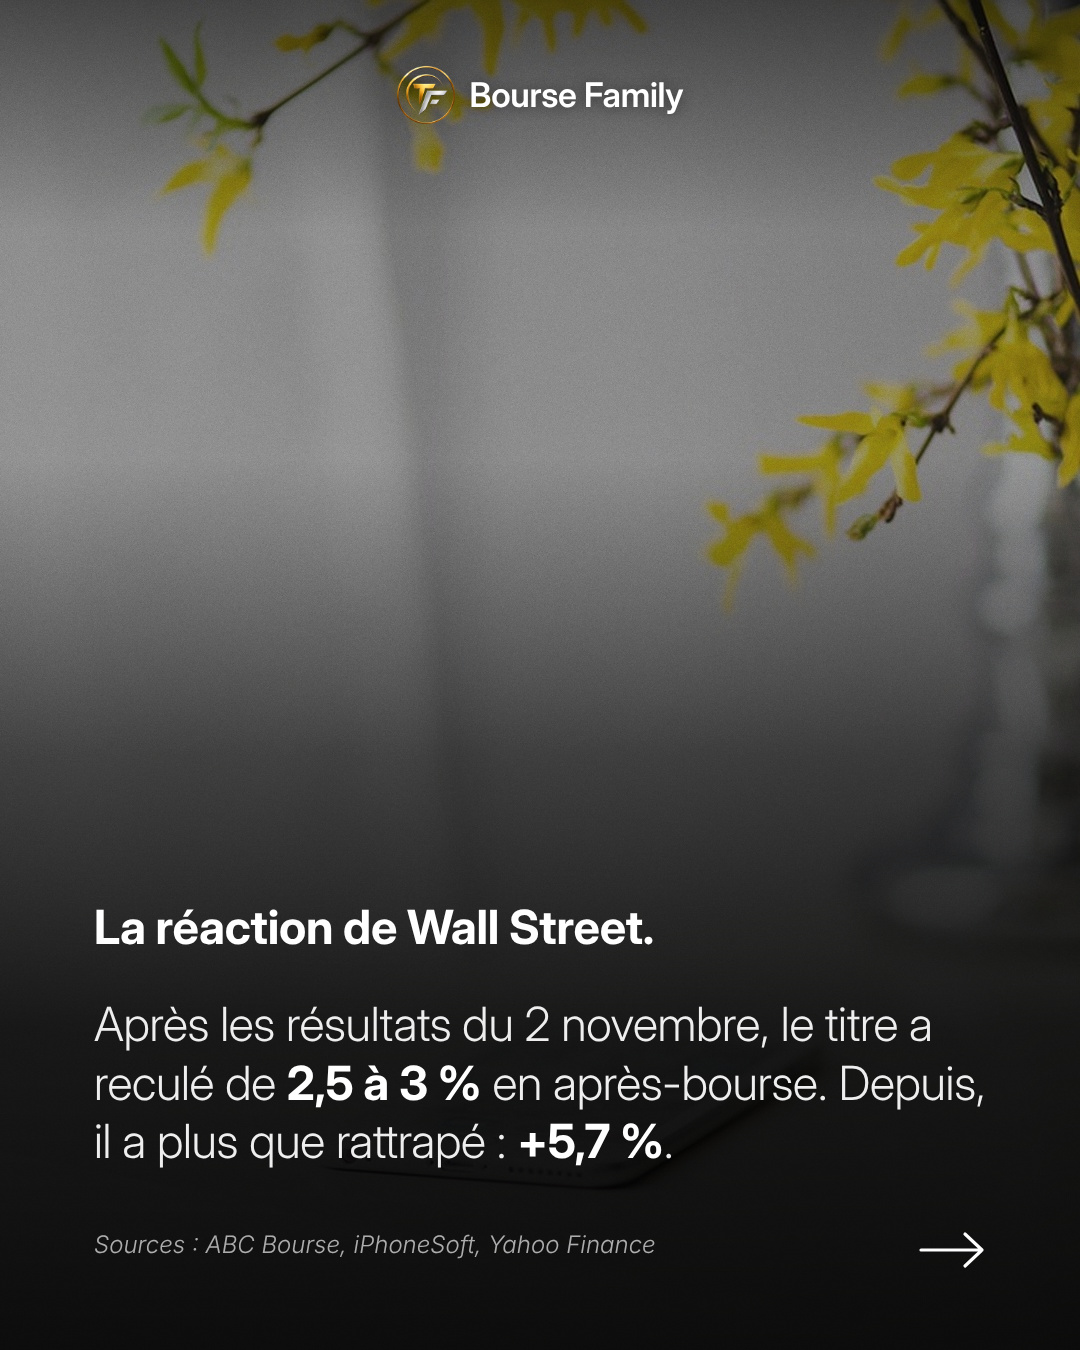 TF Bourse Family
La réaction de Wall Street.
Après les résultats du 2 novembre, le titre a
reculé de 2,5 à 3 % en après-bourse. Depuis,
il a plus que rattrapé : +5,7 %.
Sources : ABC Bourse, iPhoneSoft, Yahoo Finance